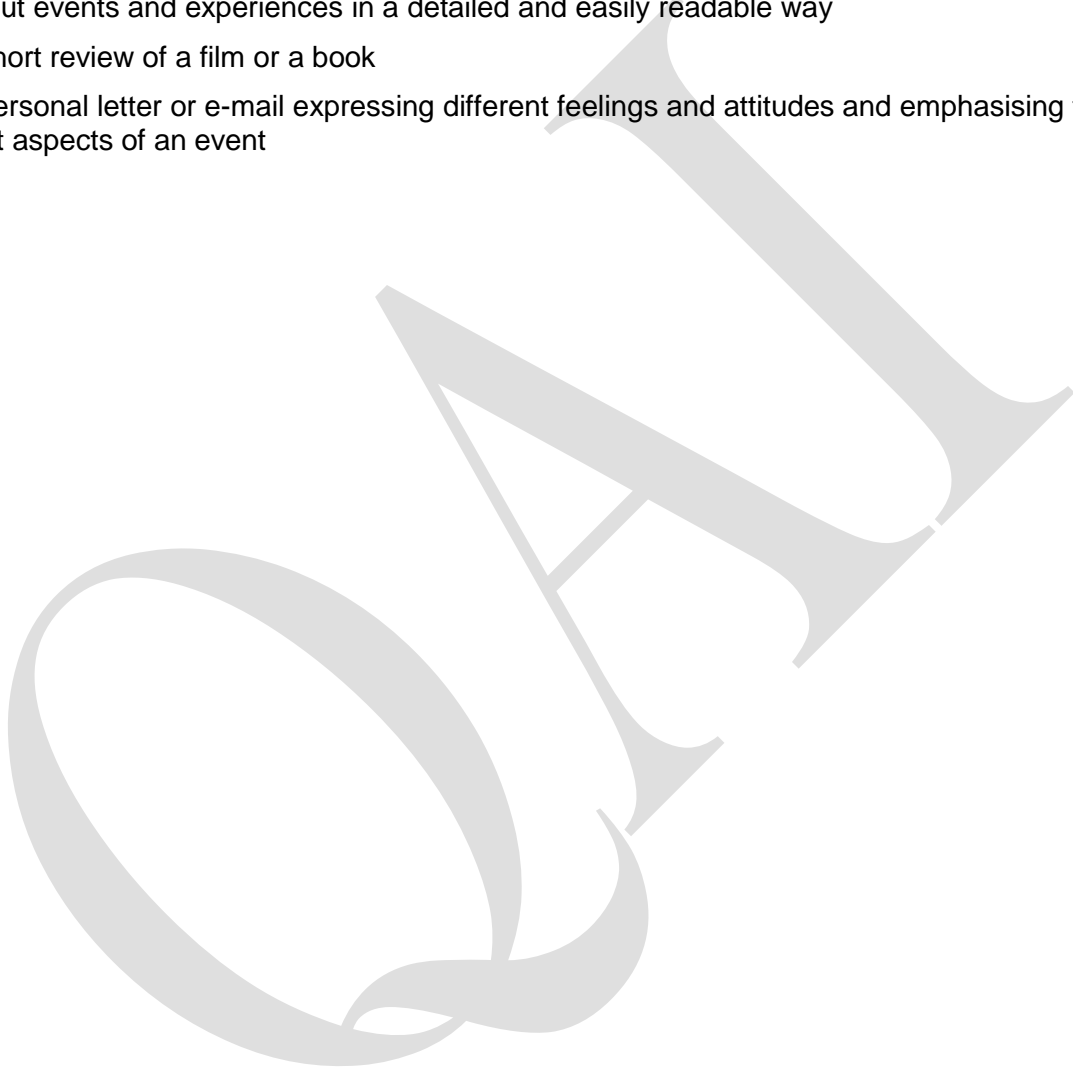 ut events and experiences in a detailed and easily readable way
hort review of a film or a book
ersonal letter or e-mail expressing different feelings and attitudes and emphasising
t aspects of an event
QAI